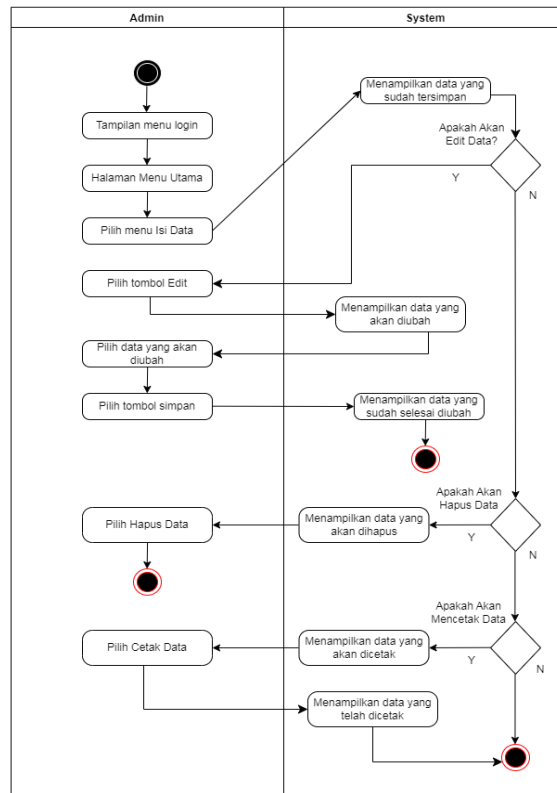 Admin
System
Menampilkan data yang
sudah tersimpan
Tampilan menu login
Apakah Akan
Edit Data?
Halaman Menu Utama
Y
N
Pilih menu Isi Data
Pilih tombol Edit
Menampilkan data yang
akan diubah
Pilih data yang akan
diubah
Pilih tombol simpan
Menampilkan data yang
sudah selesai diubah
Apakah Akan
Hapus Data
Pilih Hapus Data
Menampilkan data yang
akan dihapus
Y
N
Apakah Akan
Mencetak Data
Pilih Cetak Data
Menampilkan data yang
akan dicetak
Y
N
Menampilkan data yang
telah dicetak